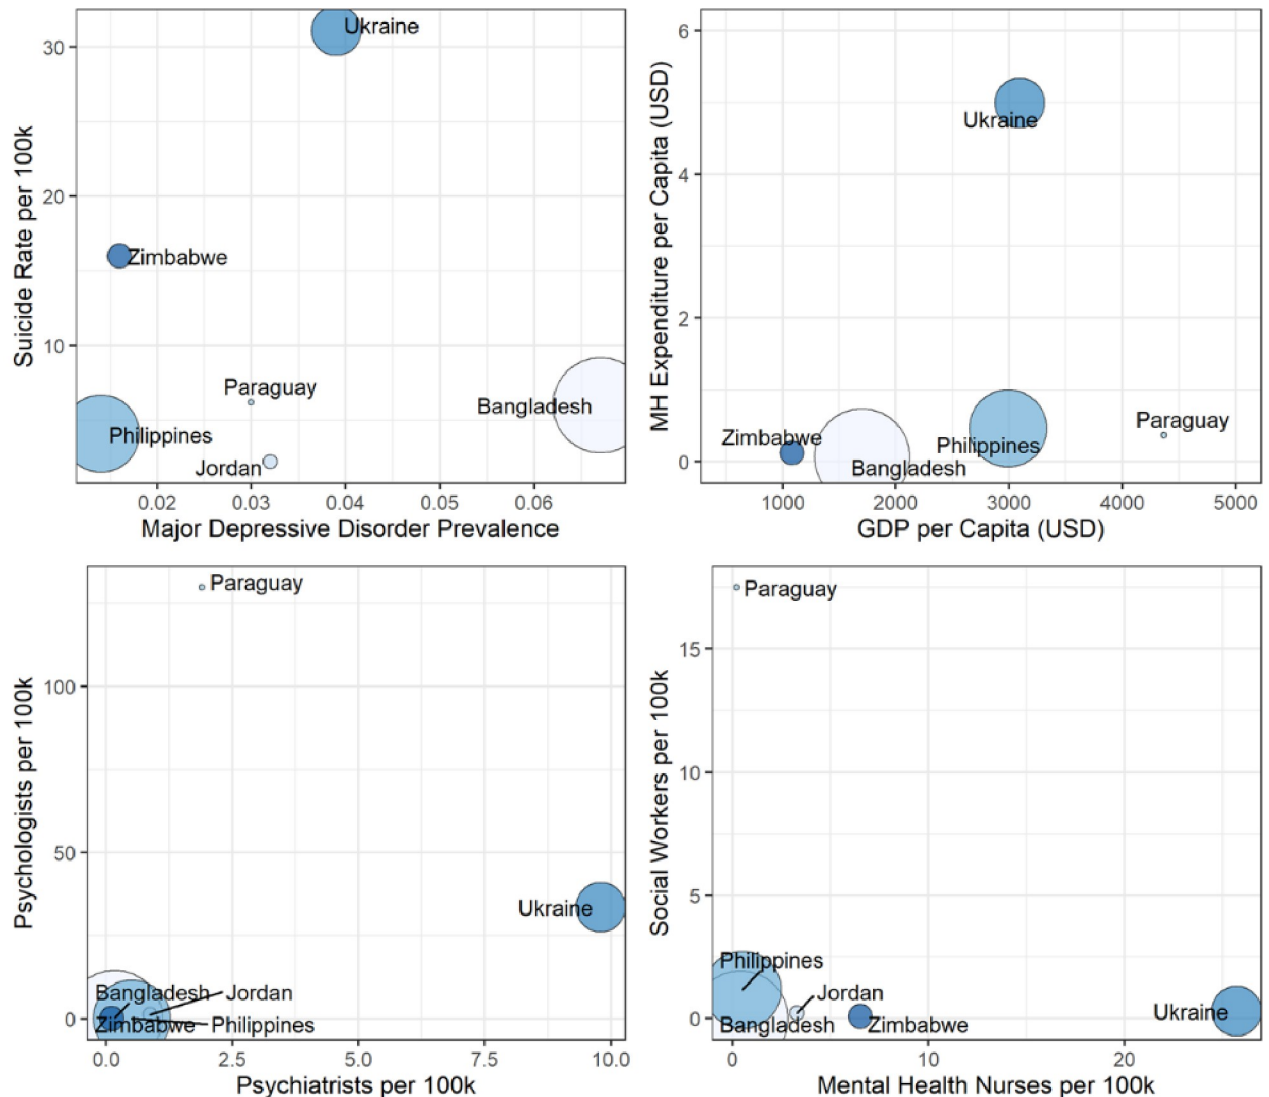 Suicide Rate per 100k
30
20
10
Ukraine
Zimbabwe
Paraguay
Bangladesh
Philippines
Jordan
0.02 0.03 0.04 0.05 0.06
Major Depressive Disorder Prevalence
MH Expenditure per Capita (USD)
6
4
2
0
Ukraine
Zimbabwe
Paraguay
Philippines
Bangladesh
1000 2000 3000 4000 5000
GDP per Capita (USD)
Psychologists per 100k
100
50
0
Paraguay
Ukraine
Bangladesh
Jordan
Zimbabwe
Philippines
0.0 2.5 5.0 7.5 10.0
Psychiatrists per 100k
Social Workers per 100k
15
10
5
0
Paraguay
Philippines
Jordan
Ukraine
Bangladesh
Zimbabwe
0 10 20
Mental Health Nurses per 100k